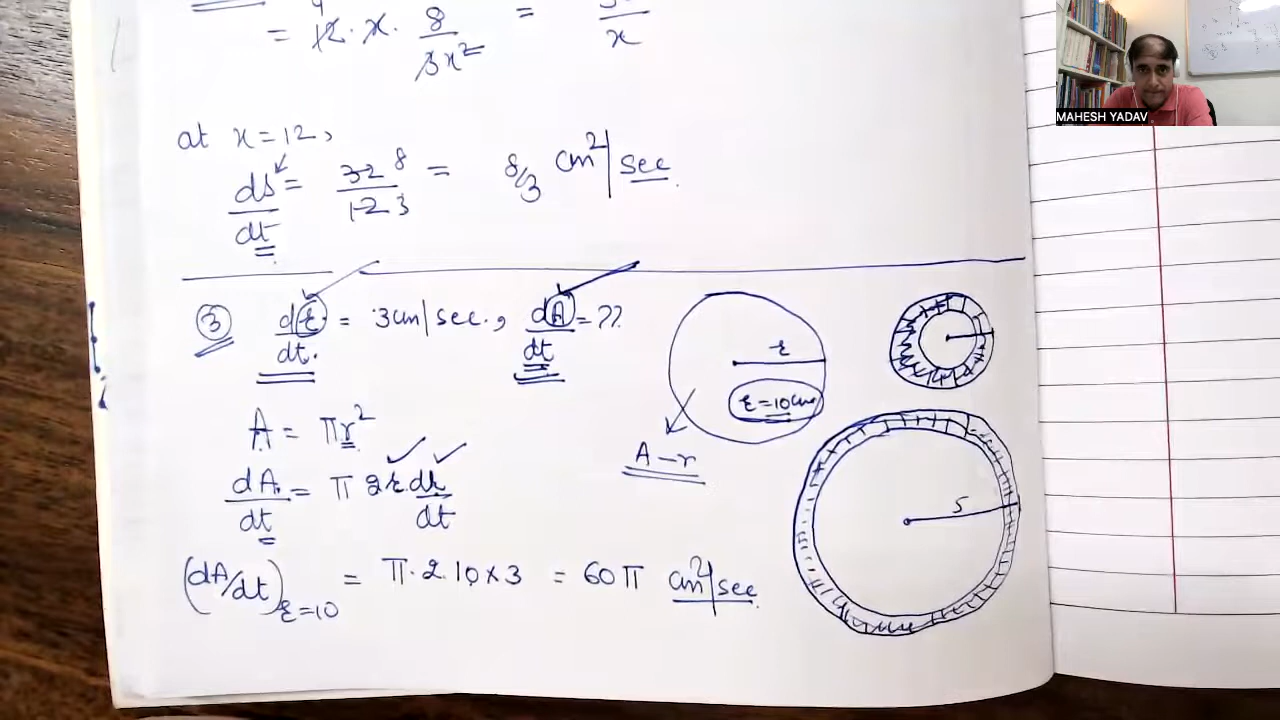 = 12 · x · 8/3x² = /x
at x = 12,
ds/dt = 32/12 8 3 = 8/3 cm²/sec.
③ dr/dt = 3cm/sec., dA/dt = ??
r
r = 10cm
A = πr²
A – r
dA/dt = π 2r. dr/dt
5
(dA/dt) r=10 = π·2·10×3 = 60π cm²/sec.
MAHESH YADAV